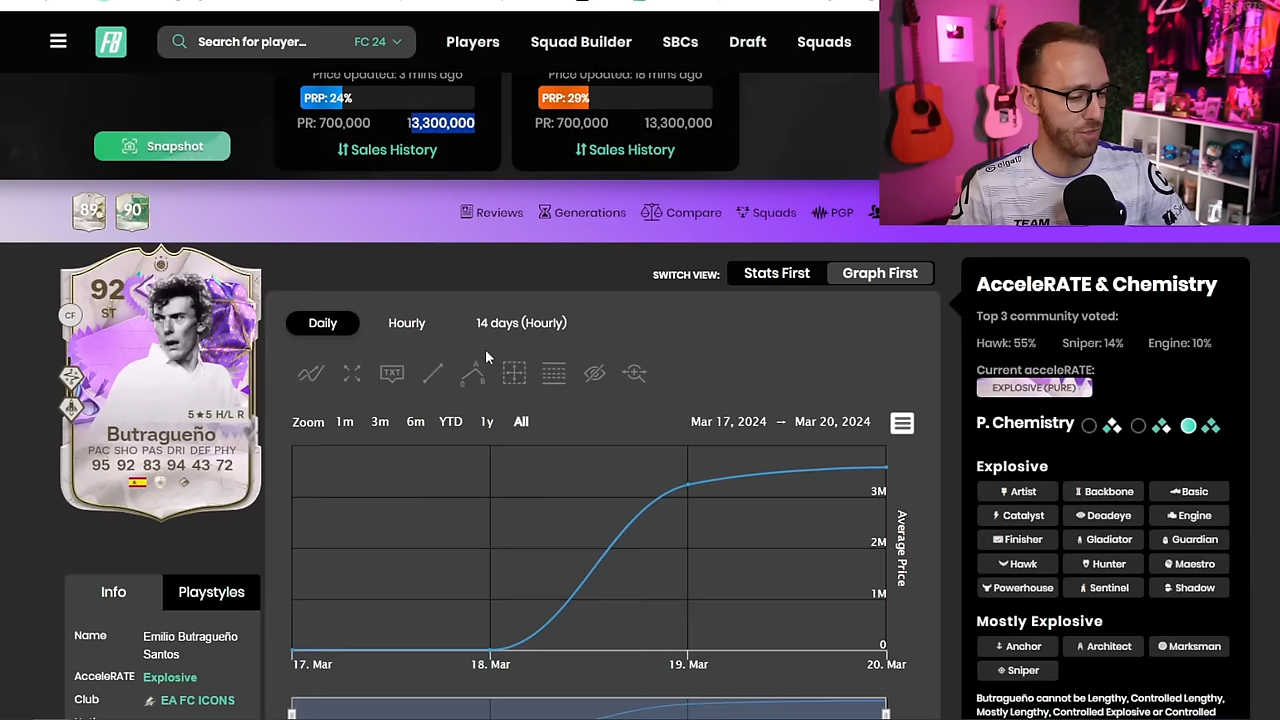 FB
Search for player...
FC 24
Players
Squad Builder
SBCs
Draft
Squads
Price Updated: 3 mins ago
Price Updated: 18 mins ago
PRP: 24%
PRP: 29%
PR: 700,000
13,300,000
PR: 700,000
13,300,000
Sales History
Sales History
Snapshot
elgato
TEAM
89
90
Reviews
Generations
Compare
Squads
PGP
SWITCH VIEW:
Stats First
Graph First
92
ST
CF
5★5 H/L R
Butragueño
PAC SHO PAS DRI DEF PHY
95 92 83 94 43 72
Daily
Hourly
14 days (Hourly)
TXT
Zoom 1m 3m 6m YTD 1y All
Mar 17, 2024 → Mar 20, 2024
3M
2M
1M
0
Average Price
17. Mar
18. Mar
19. Mar
20. Mar
AcceleRATE & Chemistry
Top 3 community voted:
Hawk: 55%
Sniper: 14%
Engine: 10%
Current acceleRATE:
EXPLOSIVE (PURE)
P. Chemistry
Explosive
Artist
Backbone
Basic
Catalyst
Deadeye
Engine
Finisher
Gladiator
Guardian
Hawk
Hunter
Maestro
Powerhouse
Sentinel
Shadow
Mostly Explosive
Anchor
Architect
Marksman
Sniper
Butragueño cannot be Lengthy, Controlled Lengthy,
Mostly Lengthy, Controlled Explosive or Controlled
Info
Playstyles
Name
Emilio Butragueño
Santos
AcceleRATE
Explosive
Club
EA FC ICONS